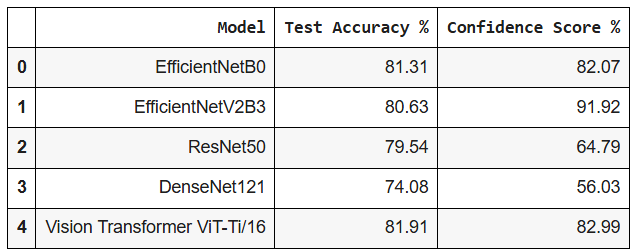 Model Test Accuracy % Confidence Score %
0 EfficientNetB0 81.31 82.07
1 EfficientNetV2B3 80.63 91.92
2 ResNet50 79.54 64.79
3 DenseNet121 74.08 56.03
4 Vision Transformer ViT-Ti/16 81.91 82.99